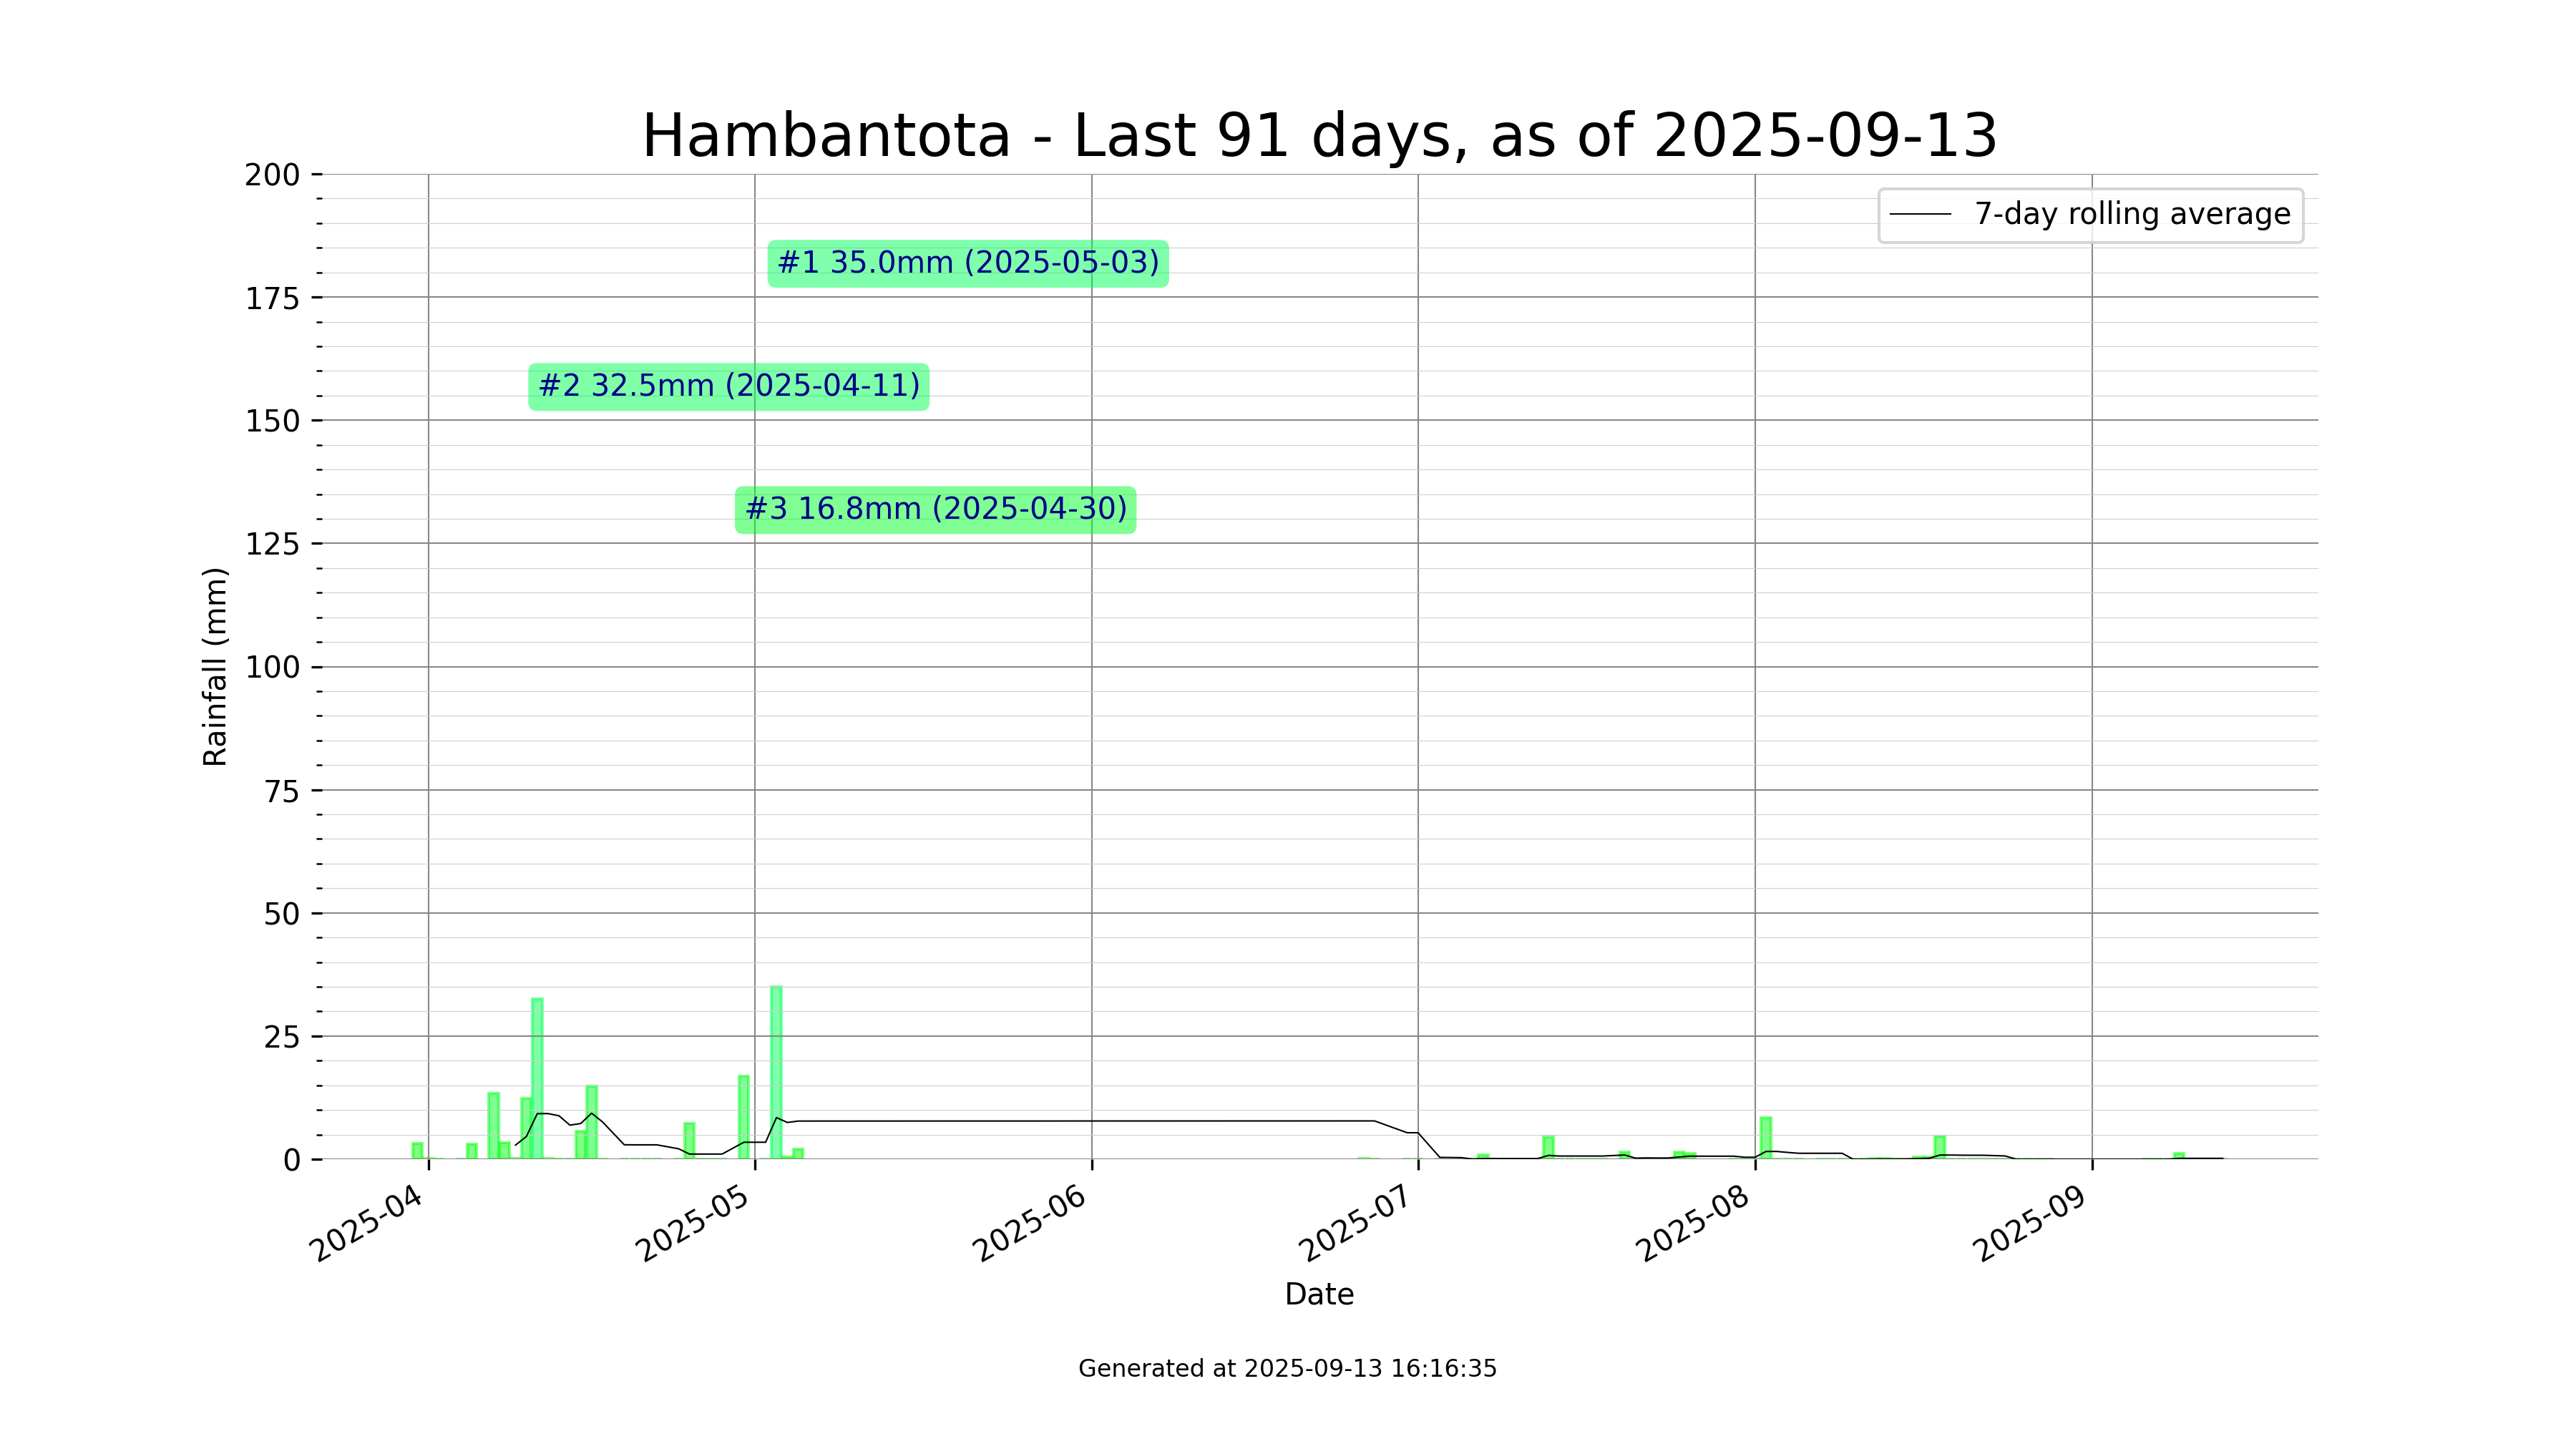 Hambantota - Last 91 days, as of 2025-09-13
200
175
150
125
100
75
50
25
0
Rainfall (mm)
7-day rolling average
#1 35.0mm (2025-05-03)
#2 32.5mm (2025-04-11)
#3 16.8mm (2025-04-30)
2025-04
2025-05
2025-06
2025-07
2025-08
2025-09
Date
Generated at 2025-09-13 16:16:35